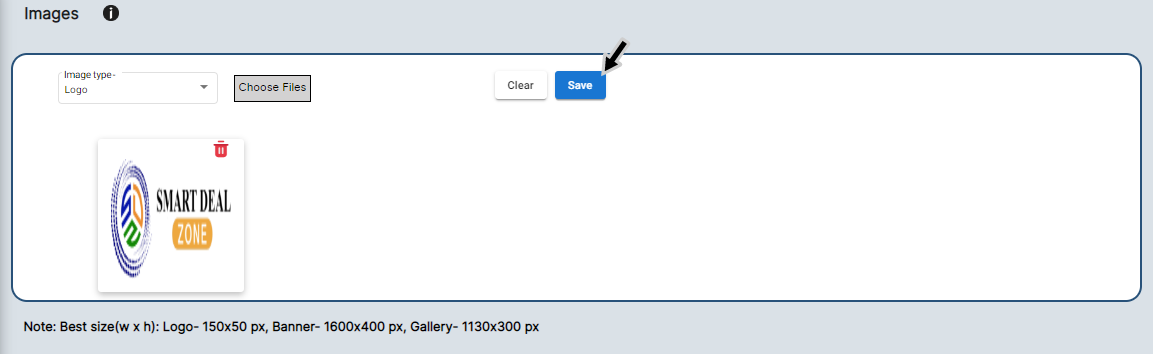 Images
Image type-
Logo
Choose Files
Clear
Save
SMART DEAL
ZONE
Note: Best size(w x h): Logo- 150x50 px, Banner- 1600x400 px, Gallery- 1130x300 px